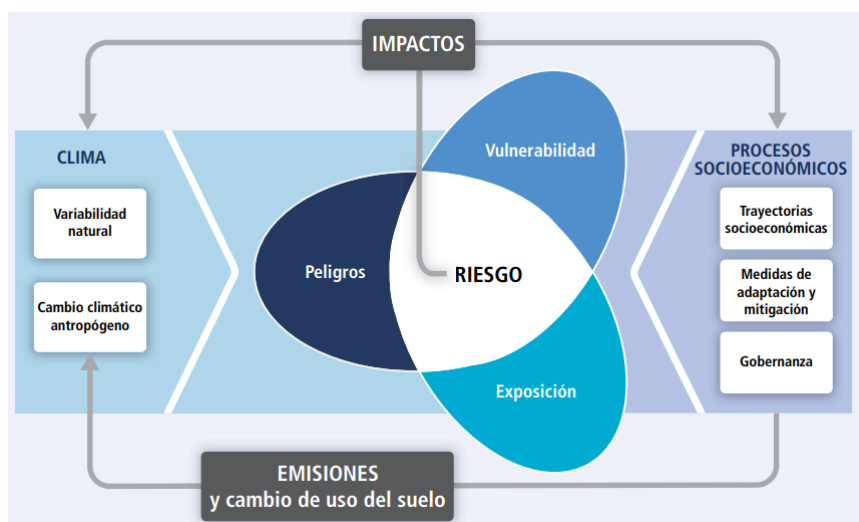 IMPACTOS
CLIMA
Variabilidad
natural
Cambio climático
antropógeno
Peligros
Vulnerabilidad
RIESGO
Exposición
PROCESOS
SOCIOECONÓMICOS
Trayectorias
socioeconómicas
Medidas de
adaptación y
mitigación
Gobernanza
EMISIONES
y cambio de uso del suelo